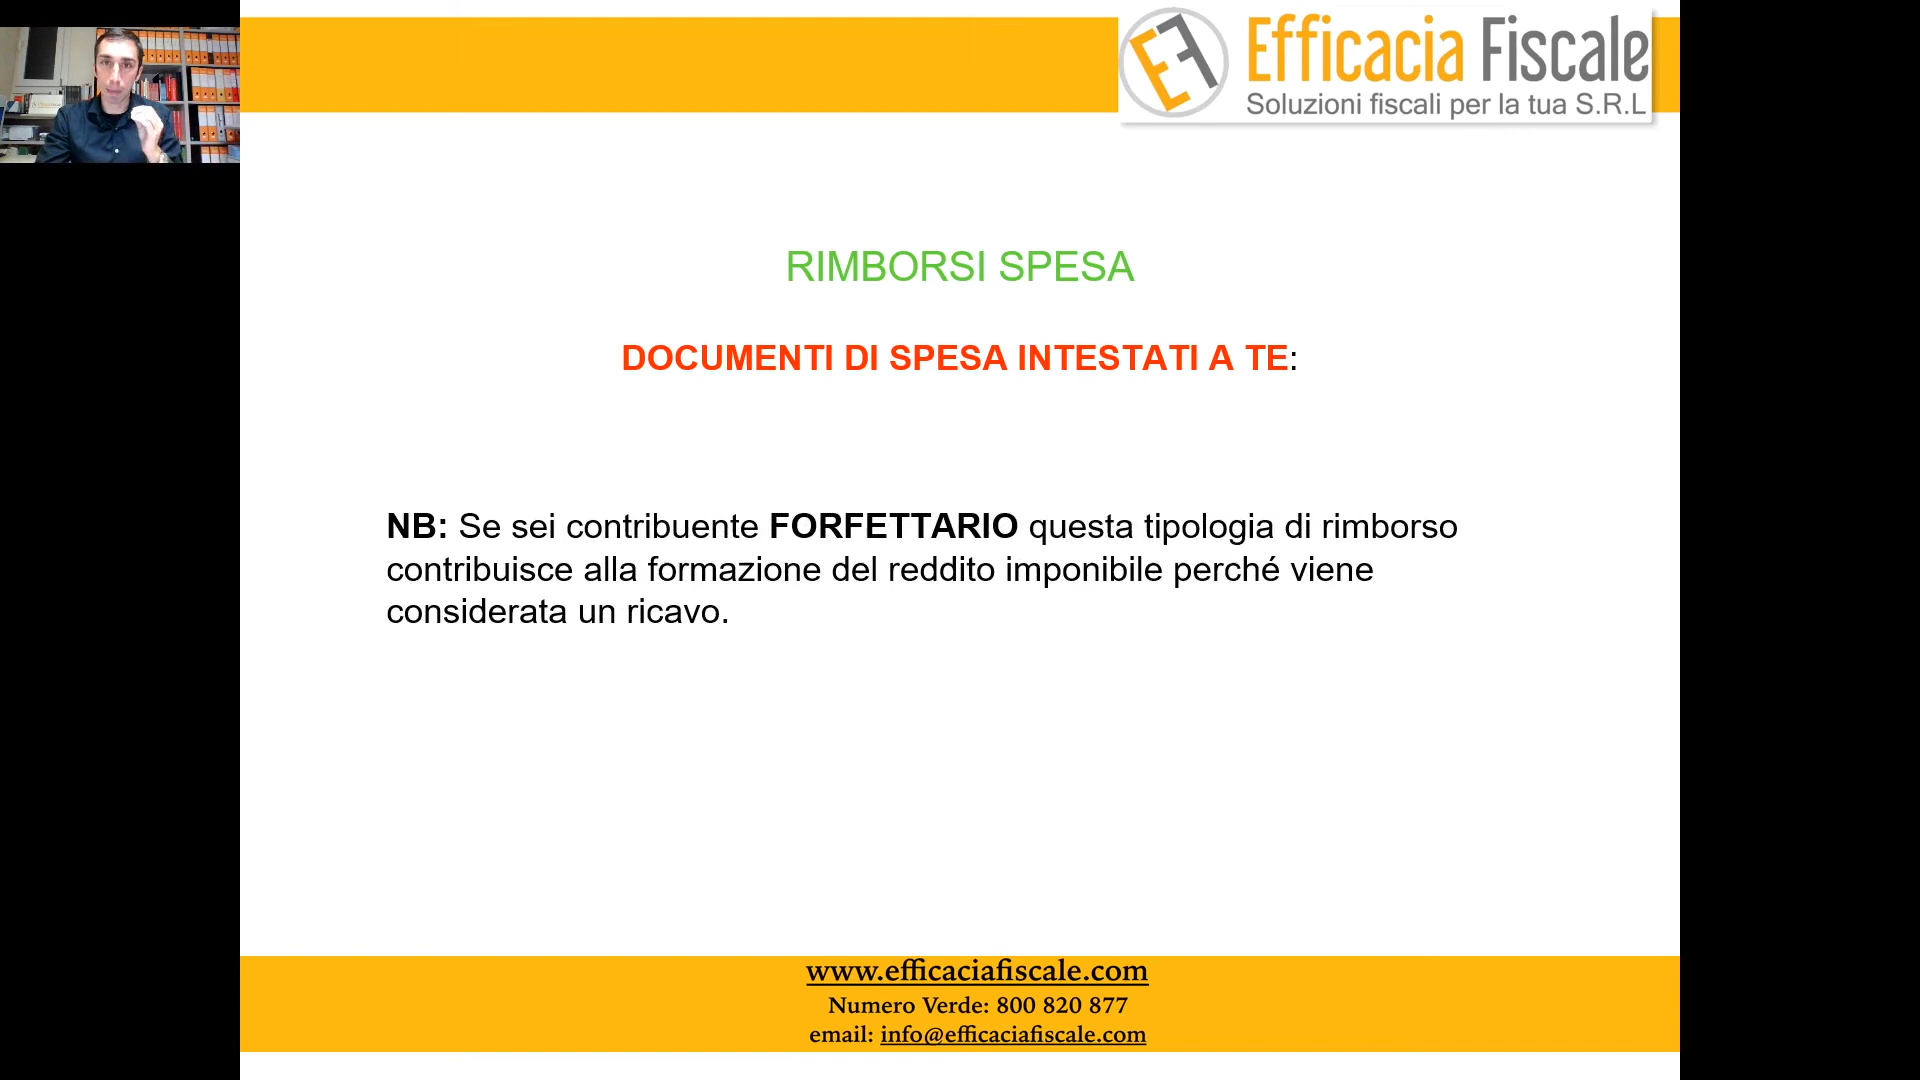 Efficacia Fiscale
Soluzioni fiscali per la tua S.R.L
RIMBORSI SPESA
DOCUMENTI DI SPESA INTESTATI A TE:
NB: Se sei contribuente FORFETTARIO questa tipologia di rimborso
contribuisce alla formazione del reddito imponibile perché viene
considerata un ricavo.
www.efficaciafiscale.com
Numero Verde: 800 820 877
email: info@efficaciafiscale.com